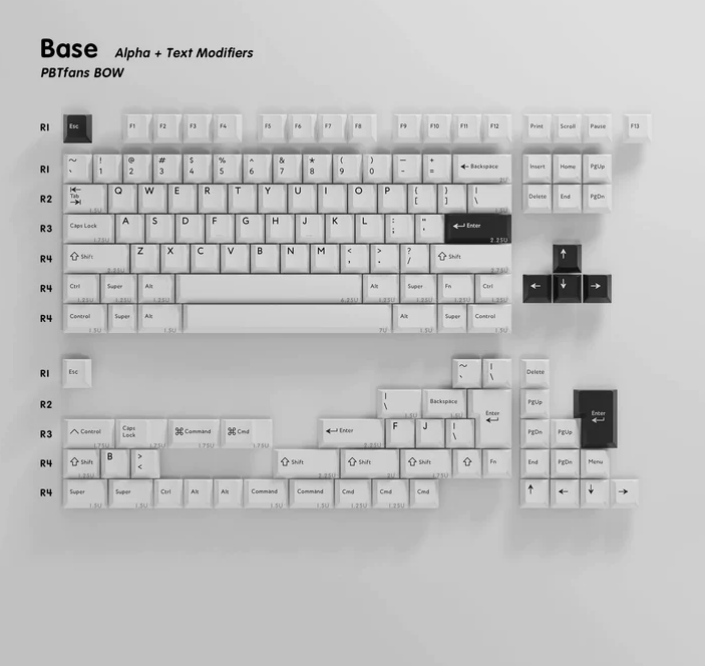 Base Alpha + Text Modifiers
PBTfans BOW
R1 Esc F1 F2 F3 F4 F5 F6 F7 F8 F9 F10 F11 F12 Print Scroll Pause F13
R1 ~ ` ! 1 @ 2 # 3 $ 4 % 5 ^ 6 & 7 * 8 ( 9 ) 0 _ - + = ← Backspace Insert Home PgUp
R2 Tab Q W E R T Y U I O P { [ } ] | \ Delete End PgDn
R3 Caps Lock A S D F G H J K L : ; " ' Enter 2.25U
R4 Shift Z X C V B N M < , > . ? / Shift ↑
R4 Ctrl Super Alt 6.25U Alt Super Fn Ctrl ← ↓ →
R4 Control Super Alt 7U Alt Super Control
R1 Esc ~ ` | \ Delete
R2 | \ Backspace Enter PgUp Enter
R3 Control Caps Lock ⌘ Command ⌘ Cmd Enter F J | \ PgDn PgUp
R4 Shift B > < Shift Shift Shift Fn End PgDn Menu
R4 Super Super Ctrl Alt Alt Command Command Cmd Cmd Cmd ↑ ← ↓ →